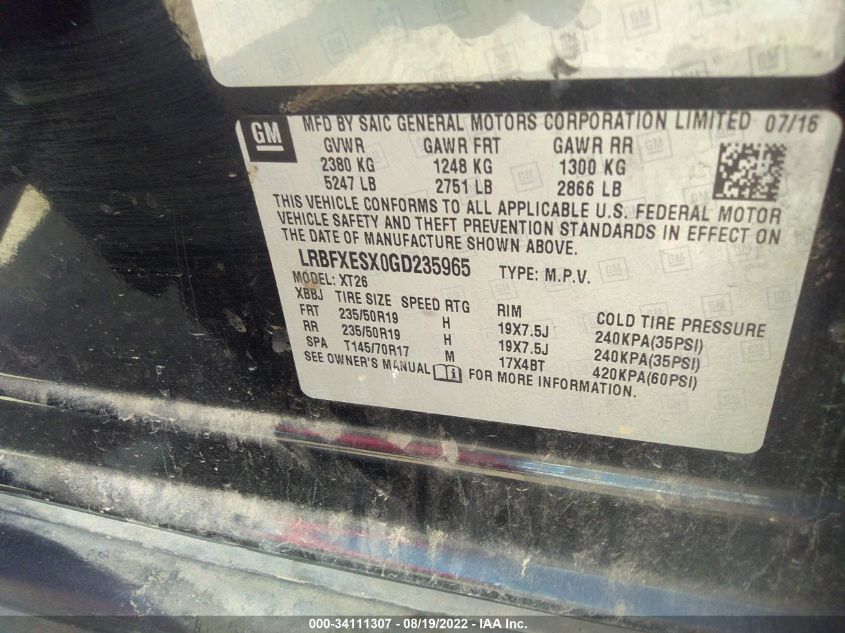 GM
MFD BY SAIC GENERAL MOTORS CORPORATION LIMITED 07/16
GVWR GAWR FRT GAWR RR
2380 KG 1248 KG 1300 KG
5247 LB 2751 LB 2866 LB
THIS VEHICLE CONFORMS TO ALL APPLICABLE U.S. FEDERAL MOTOR
VEHICLE SAFETY AND THEFT PREVENTION STANDARDS IN EFFECT ON
THE DATE OF MANUFACTURE SHOWN ABOVE.
LRBFXESX0GD235965 TYPE: M.P.V.
MODEL: XT26
XBBJ TIRE SIZE SPEED RTG RIM COLD TIRE PRESSURE
FRT 235/50R19 H 19X7.5J 240KPA(35PSI)
RR 235/50R19 H 19X7.5J 240KPA(35PSI)
SPA T145/70R17 M 17X4BT 420KPA(60PSI)
SEE OWNER'S MANUAL i FOR MORE INFORMATION.
000-34111307 - 08/19/2022 - IAA Inc.